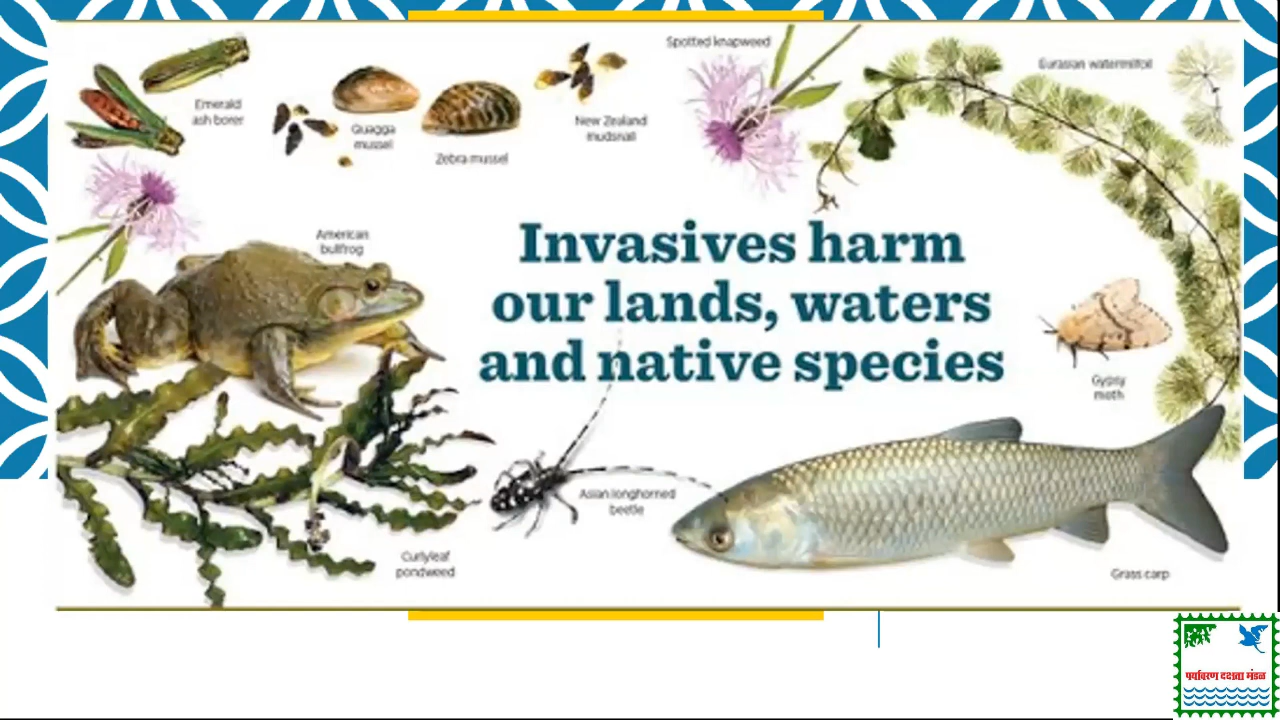 Spotted knapweed
Eurasian watermilfoil
Emerald
ash borer
Quagga
mussel
Zebra mussel
New Zealand
mudsnail
American
bullfrog
Invasives harm
our lands, waters
and native species
Gypsy
moth
Asian longhorned
beetle
Curlyleaf
pondweed
Grass carp
पर्यावरण दक्षता मंडळ